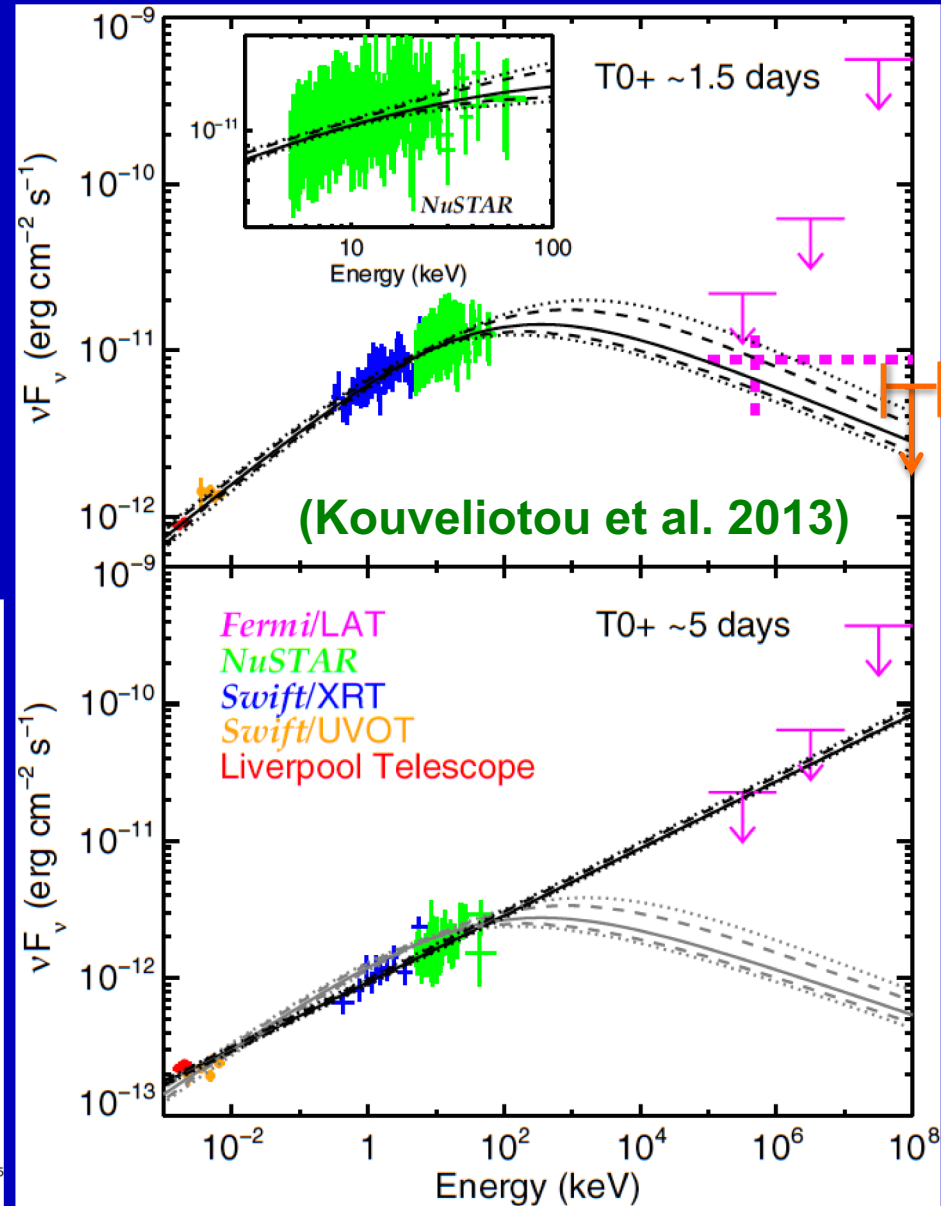 10⁻⁹
T0+ ~1.5 days
10⁻¹⁰
10⁻¹¹
10⁻¹²
10⁻⁹
νFν (erg cm⁻² s⁻¹)
10⁻¹¹
NuSTAR
10 100
Energy (keV)
(Kouveliotou et al. 2013)
T0+ ~5 days
Fermi/LAT
NuSTAR
Swift/XRT
Swift/UVOT
Liverpool Telescope
10⁻¹⁰
10⁻¹¹
10⁻¹²
10⁻¹³
νFν (erg cm⁻² s⁻¹)
10⁻² 1 10² 10⁴ 10⁶ 10⁸
Energy (keV)